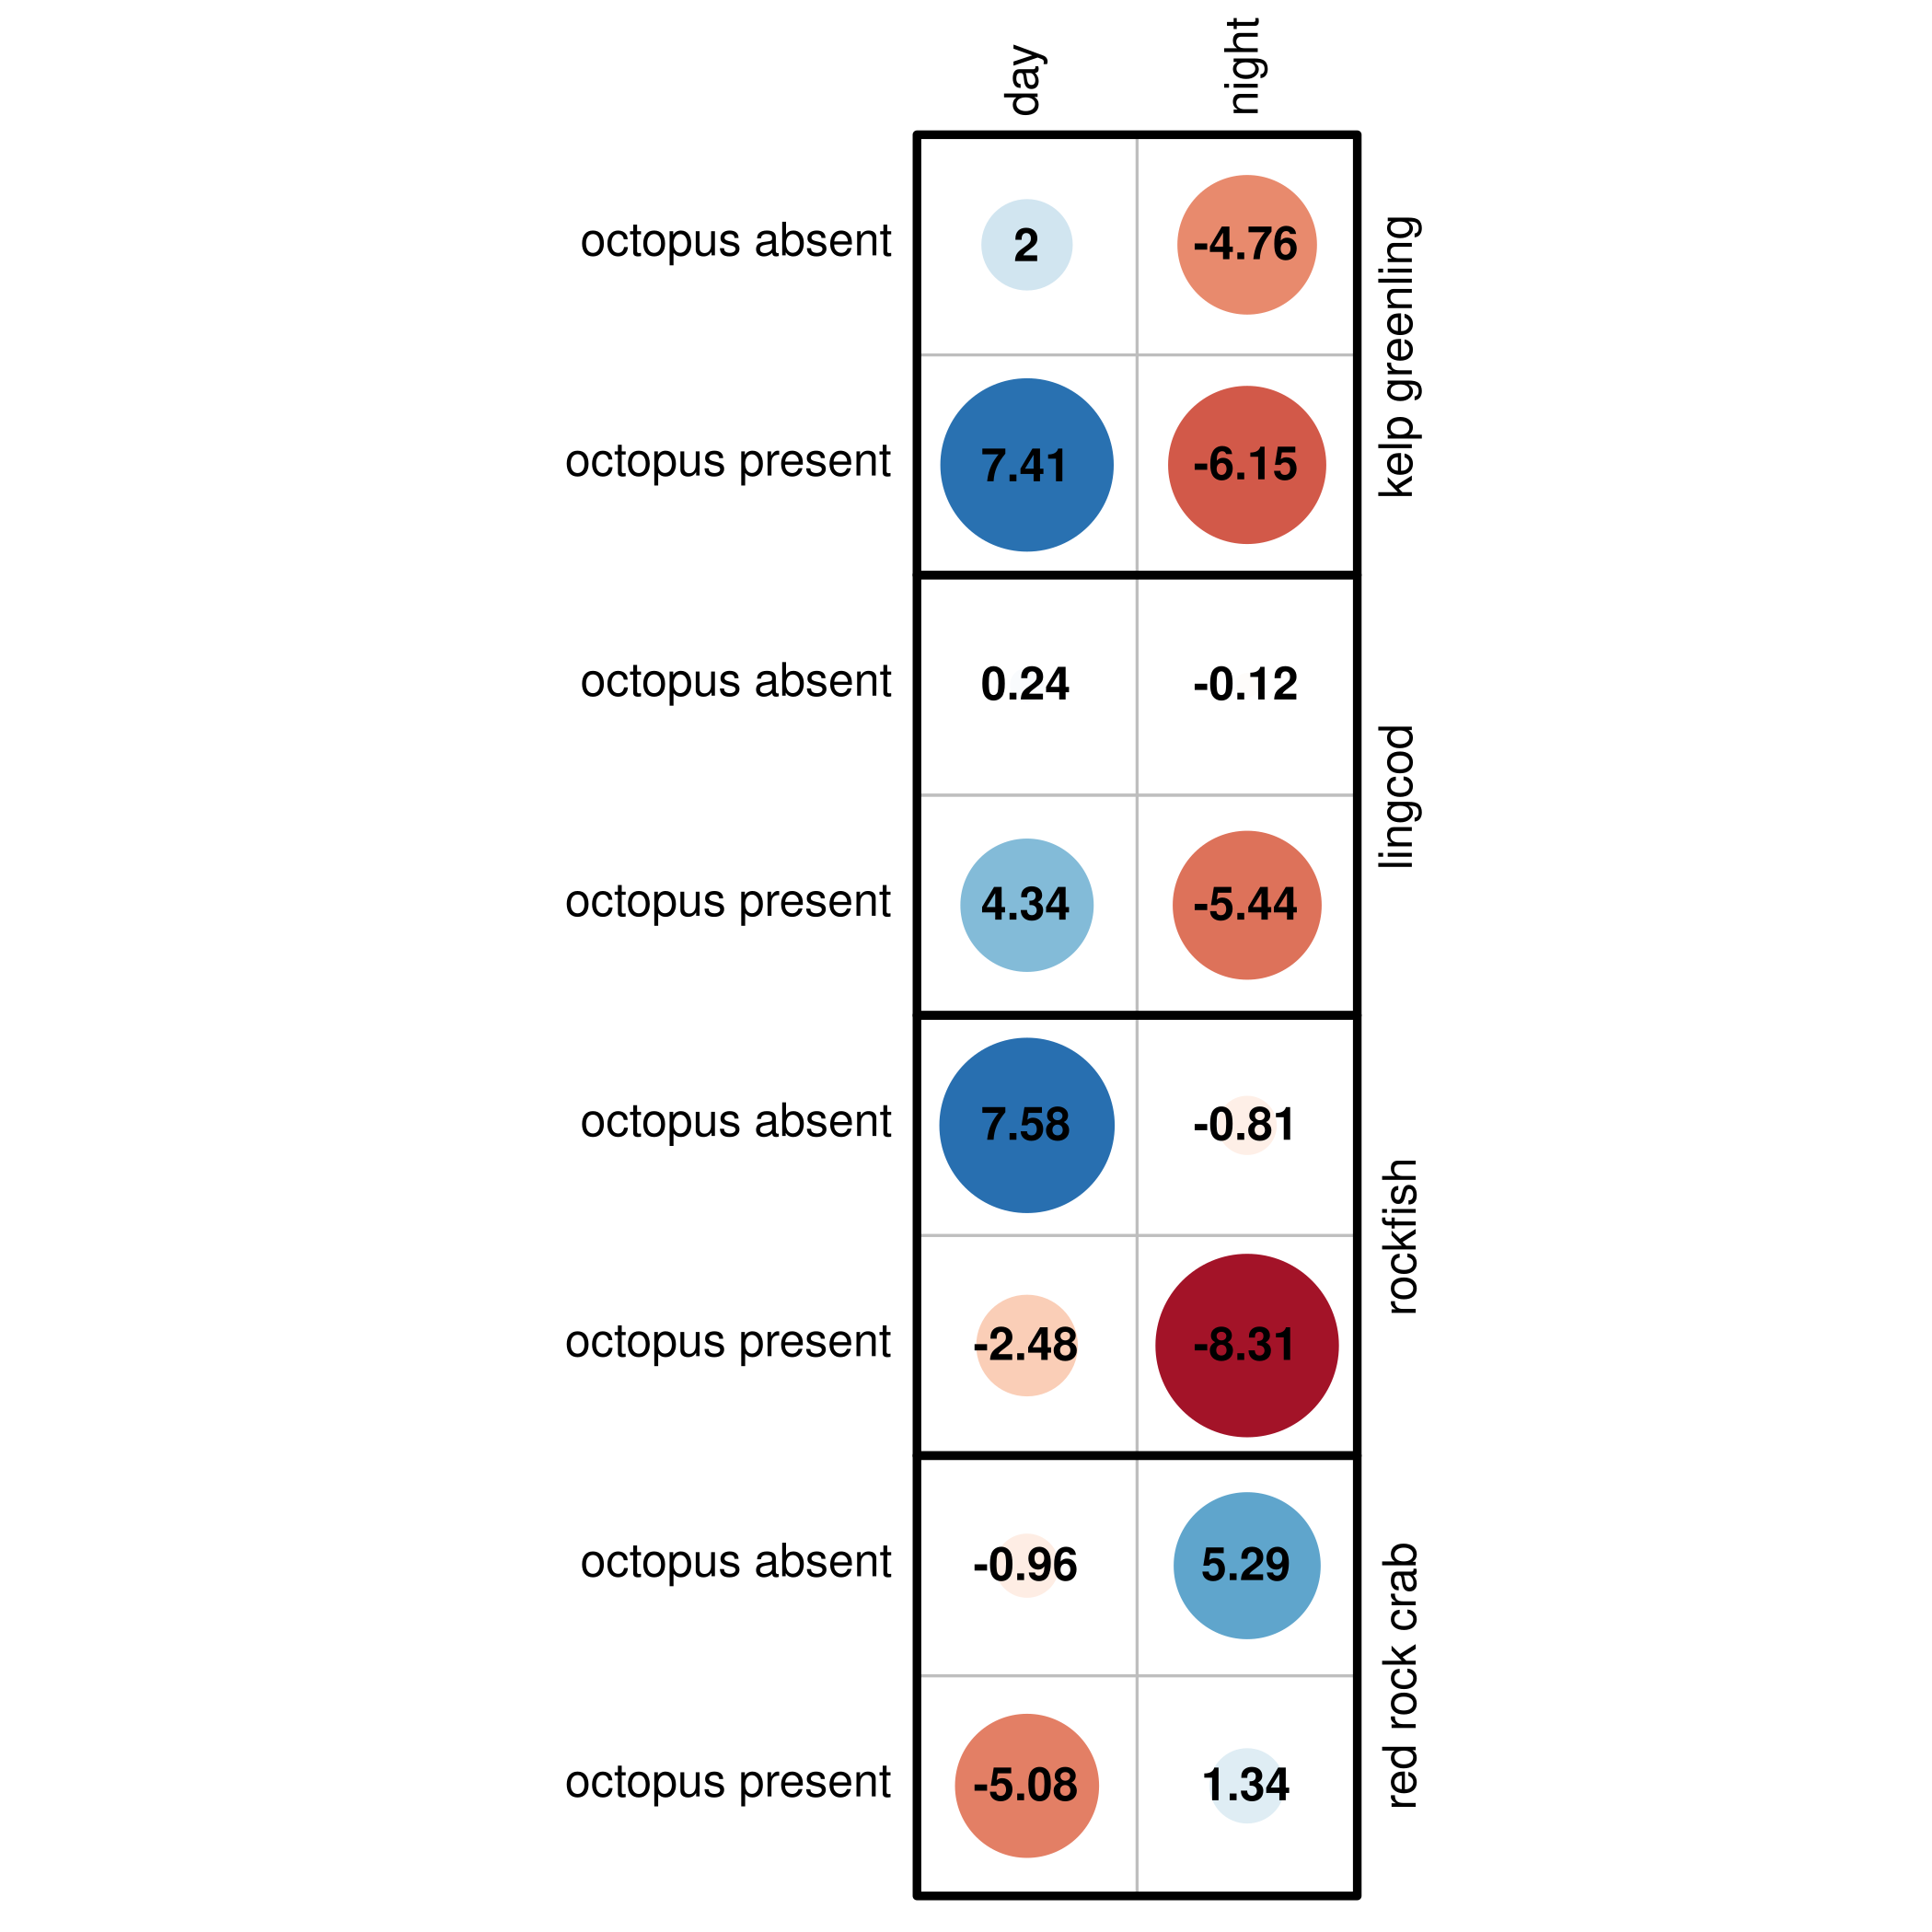 day night
octopus absent 2 -4.76
kelp greenling
octopus present 7.41 -6.15
octopus absent 0.24 -0.12
lingcod
octopus present 4.34 -5.44
octopus absent 7.58 -0.81
rockfish
octopus present -2.48 -8.31
octopus absent -0.96 5.29
red rock crab
octopus present -5.08 1.34